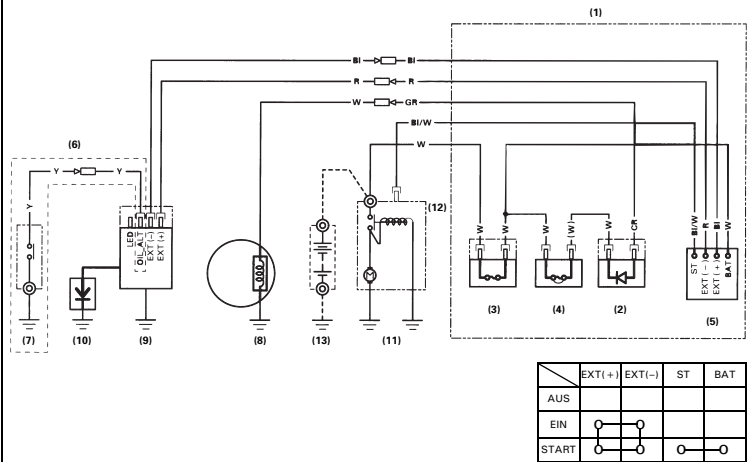 (1)
Bl Bl
R R
W GR
Bl/W
W
(6)
Y Y
Y
LED
OIL AL
EXT (−)
EXT (+)
(12)
W
W
W
(W)
W
GR
Bl/W
R
Bl
W
ST
EXT (−)
EXT (+)
BAT
M
(3)
(4)
(2)
(5)
(7)
(10)
(9)
(8)
(13)
(11)
EXT(+) EXT(−) ST BAT
AUS
EIN
START